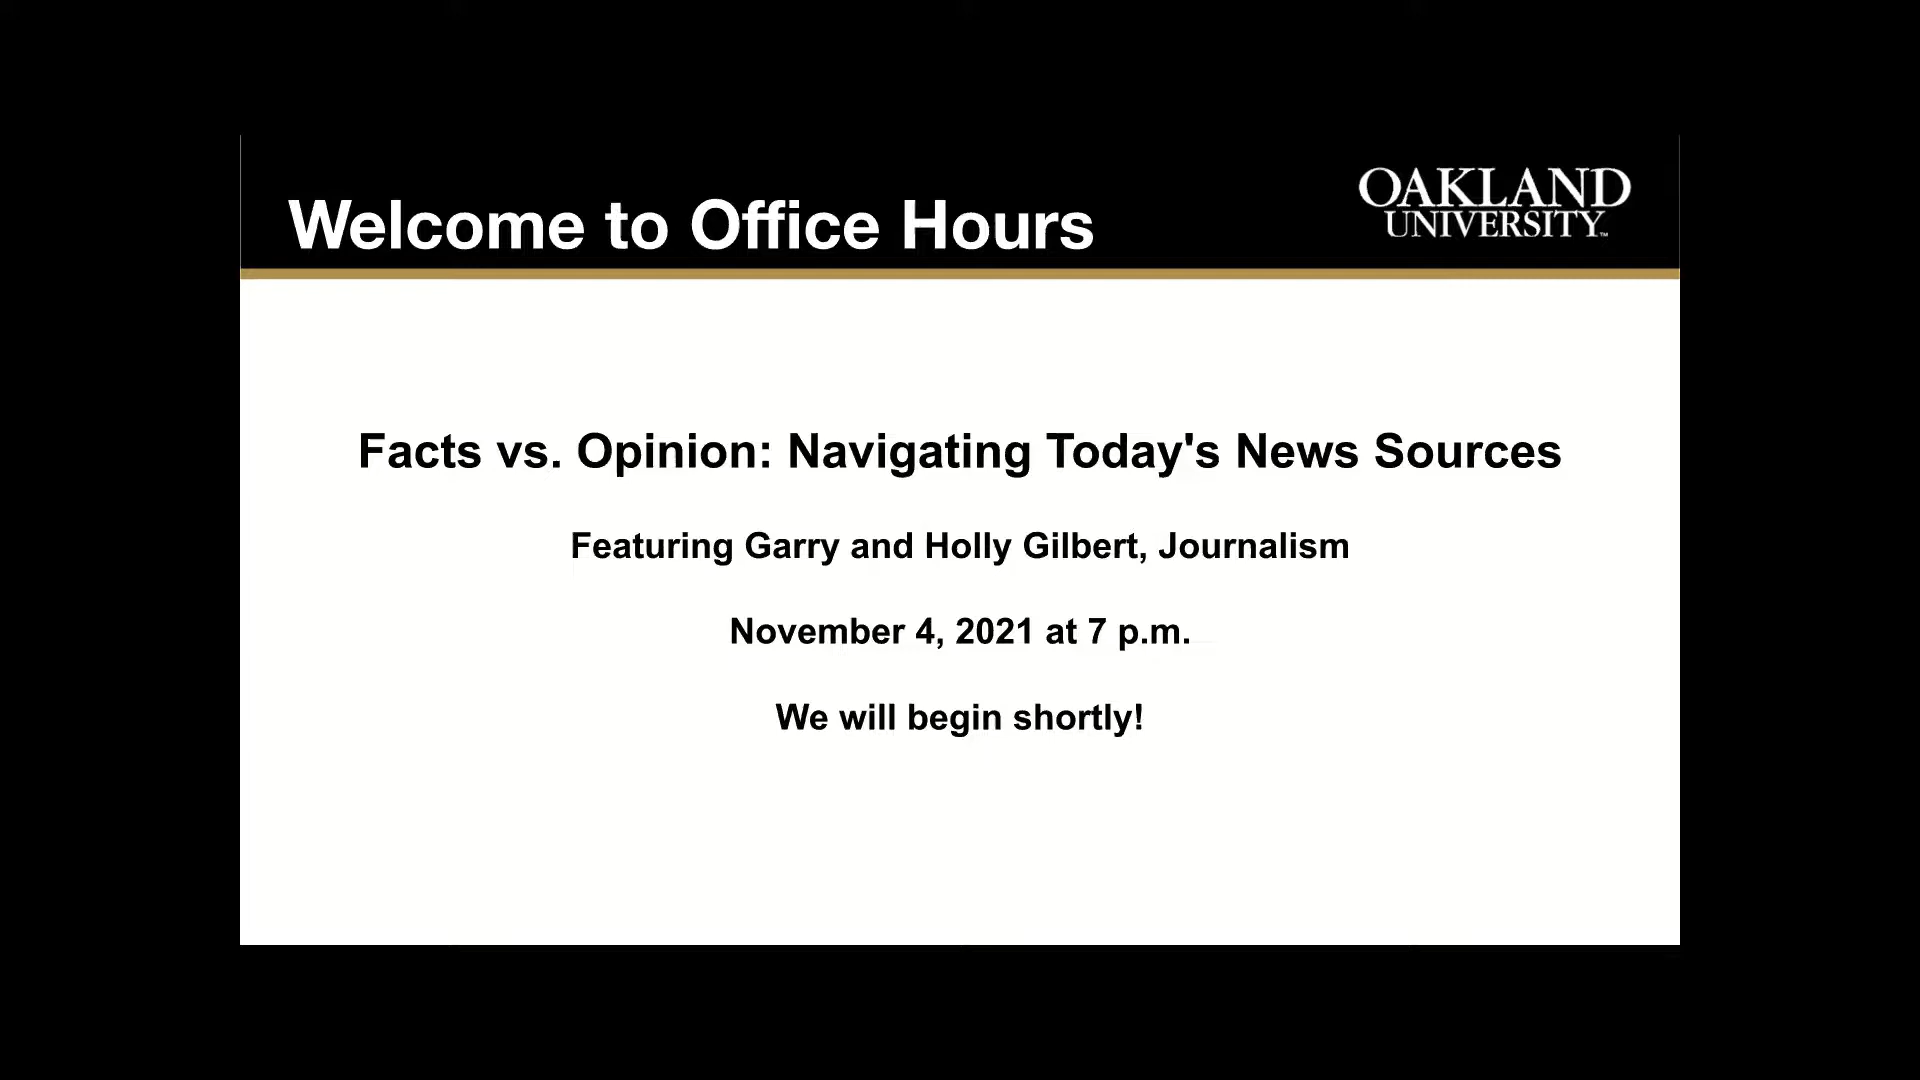 Welcome to Office Hours
OAKLAND
UNIVERSITY™
Facts vs. Opinion: Navigating Today's News Sources
Featuring Garry and Holly Gilbert, Journalism
November 4, 2021 at 7 p.m.
We will begin shortly!